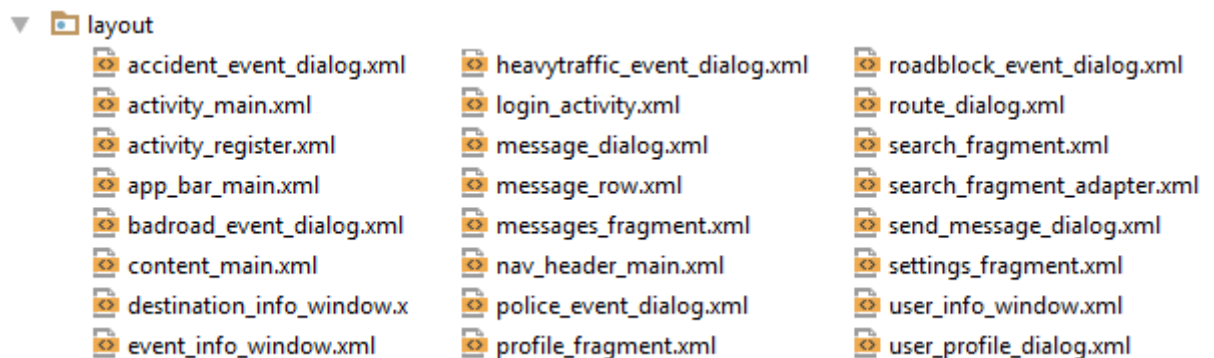 layout
accident_event_dialog.xml
activity_main.xml
activity_register.xml
app_bar_main.xml
badroad_event_dialog.xml
content_main.xml
destination_info_window.x
event_info_window.xml
heavytraffic_event_dialog.xml
login_activity.xml
message_dialog.xml
message_row.xml
messages_fragment.xml
nav_header_main.xml
police_event_dialog.xml
profile_fragment.xml
roadblock_event_dialog.xml
route_dialog.xml
search_fragment.xml
search_fragment_adapter.xml
send_message_dialog.xml
settings_fragment.xml
user_info_window.xml
user_profile_dialog.xml